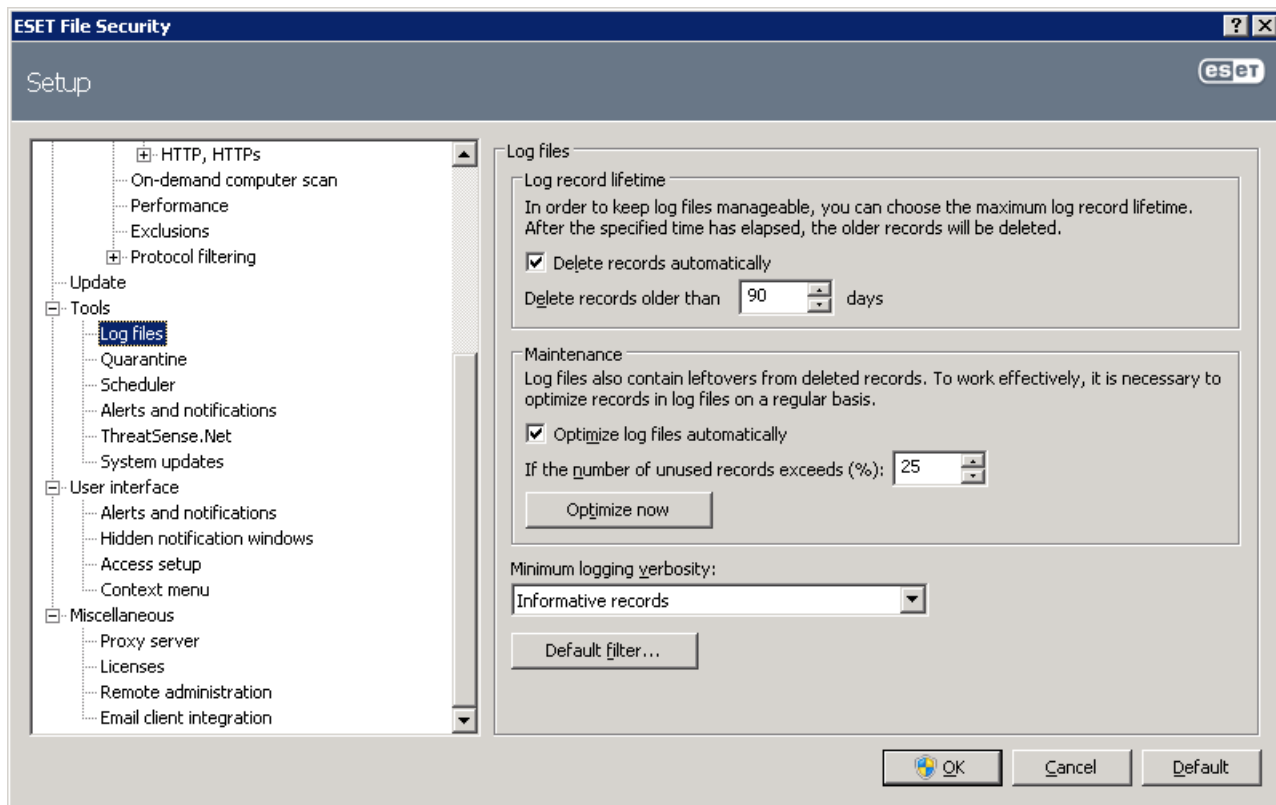 ESET File Security
Setup
eset
HTTP, HTTPs
On-demand computer scan
Performance
Exclusions
Protocol filtering
Update
Tools
Log files
Quarantine
Scheduler
Alerts and notifications
ThreatSense.Net
System updates
User interface
Alerts and notifications
Hidden notification windows
Access setup
Context menu
Miscellaneous
Proxy server
Licenses
Remote administration
Email client integration
Log files
Log record lifetime
In order to keep log files manageable, you can choose the maximum log record lifetime.
After the specified time has elapsed, the older records will be deleted.
Delete records automatically
Delete records older than 90 days
Maintenance
Log files also contain leftovers from deleted records. To work effectively, it is necessary to
optimize records in log files on a regular basis.
Optimize log files automatically
If the number of unused records exceeds (%): 25
Optimize now
Minimum logging verbosity:
Informative records
Default filter...
OK Cancel Default